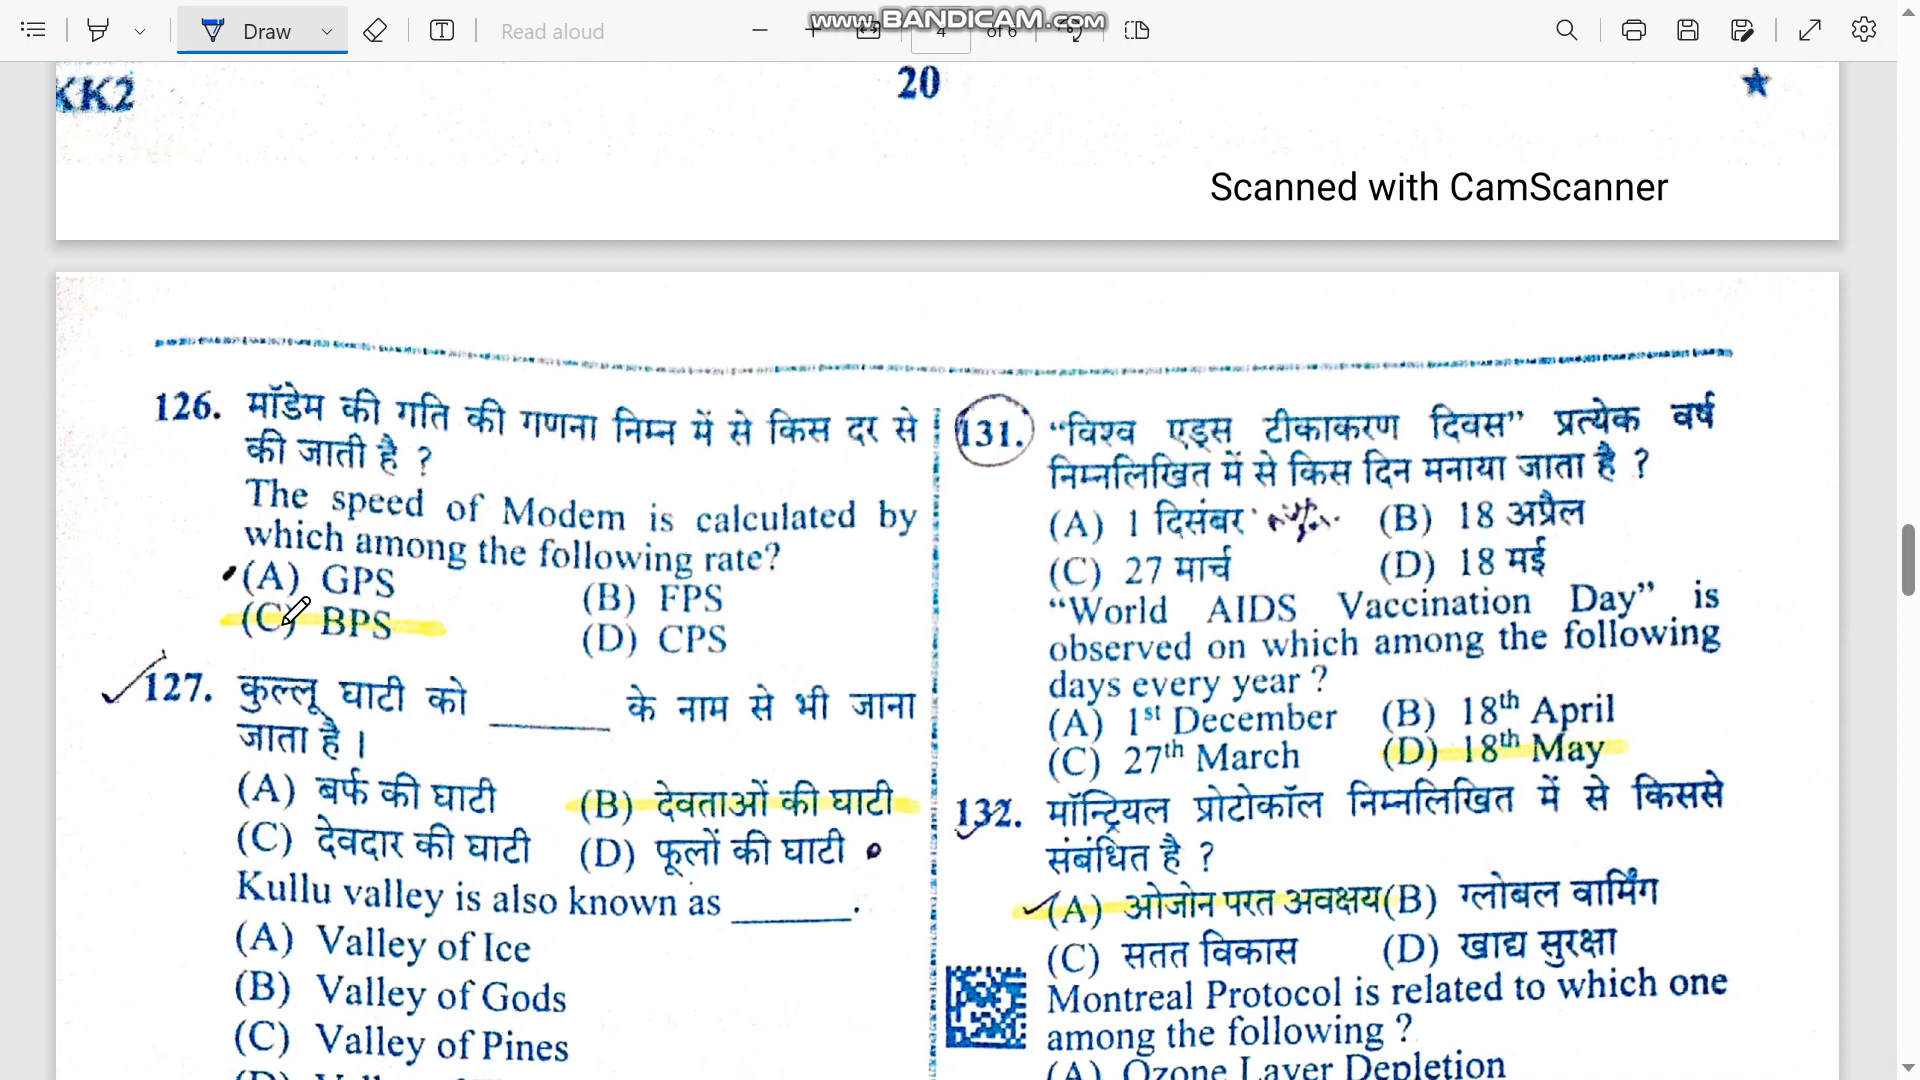 Draw
Read aloud
4
of 6
www.BANDICAM.com
KK2
20
Scanned with CamScanner
126. मॉडेम की गति की गणना निम्न में से किस दर से
की जाती है ?
The speed of Modem is calculated by
which among the following rate?
(A) GPS
(B) FPS
(C) BPS
(D) CPS
127. कुल्लू घाटी को ______ के नाम से भी जाना
जाता है ।
(A) बर्फ की घाटी (B) देवताओं की घाटी
(C) देवदार की घाटी (D) फूलों की घाटी
Kullu valley is also known as ______.
(A) Valley of Ice
(B) Valley of Gods
(C) Valley of Pines
131. “विश्व एड्स टीकाकरण दिवस” प्रत्येक वर्ष
निम्नलिखित में से किस दिन मनाया जाता है ?
(A) 1 दिसंबर (B) 18 अप्रैल
(C) 27 मार्च (D) 18 मई
“World AIDS Vaccination Day” is
observed on which among the following
days every year ?
(A) 1st December (B) 18th April
(C) 27th March (D) 18th May
132. मॉन्ट्रियल प्रोटोकॉल निम्नलिखित में से किससे
संबंधित है ?
(A) ओजोन परत अवक्षय (B) ग्लोबल वार्मिंग
(C) सतत विकास (D) खाद्य सुरक्षा
Montreal Protocol is related to which one
among the following ?
(A) Ozone Layer Depletion